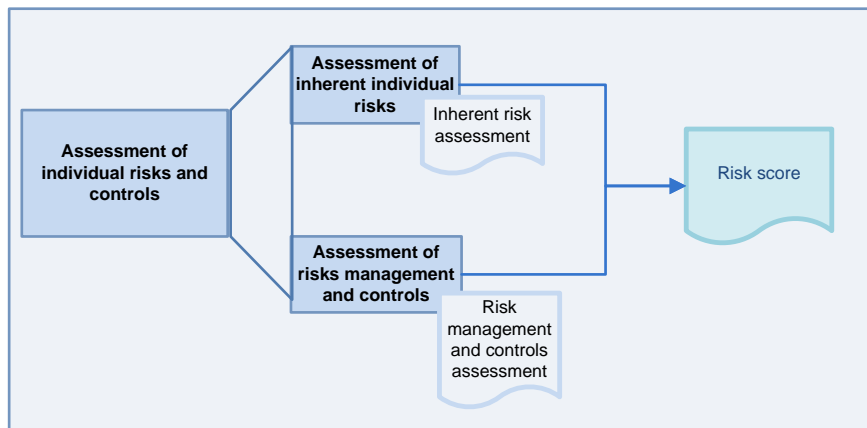 Assessment of
individual risks and
controls
Assessment of
inherent individual
risks
Inherent risk
assessment
Assessment of
risks management
and controls
Risk
management
and controls
assessment
Risk score